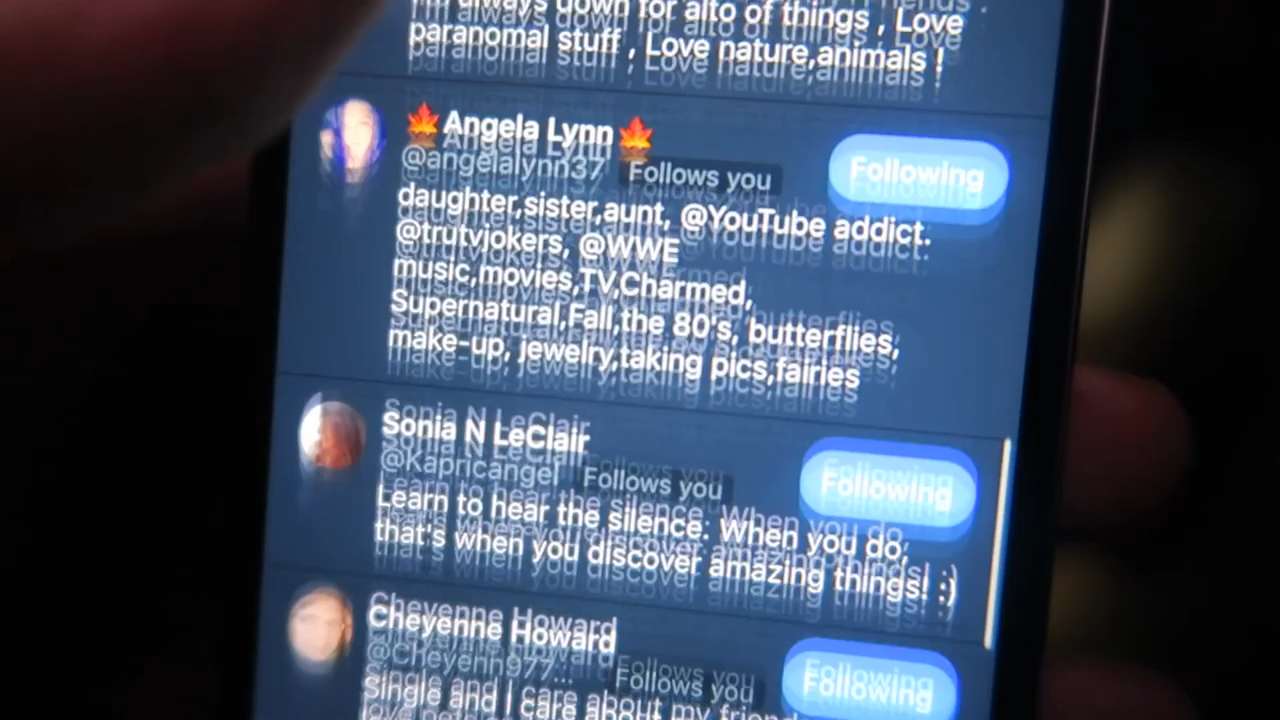 I'm always down for alto of things , Love
paranomal stuff , Love nature,animals !
🍁Angela Lynn🍁
@angelalynn37 Follows you
Following
daughter,sister,aunt, @YouTube addict.
@trutvjokers, @WWE
music,movies,TV,Charmed,
Supernatural,Fall,the 80's, butterflies,
make-up, jewelry,taking pics,fairies
Sonia N LeClair
@Kapricangel Follows you
Following
Learn to hear the silence. When you do,
that's when you discover amazing things! :)
Cheyenne Howard
@Cheyenh977... Follows you
Following
Single and I care about my friends
love pets